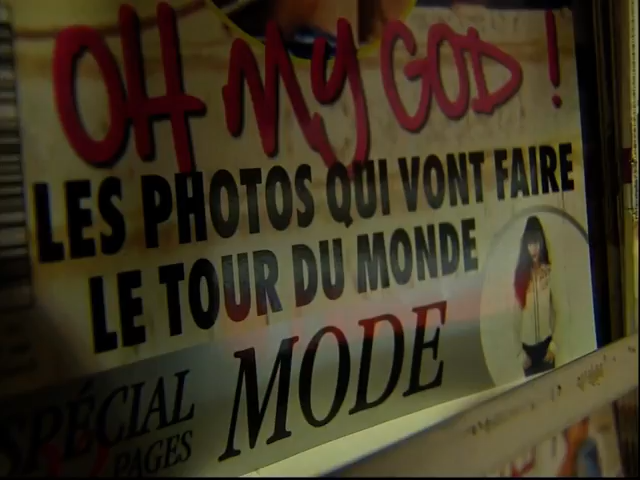 OH MY GOD !
LES PHOTOS QUI VONT FAIRE
LE TOUR DU MONDE
SPÉCIAL
PAGES
MODE